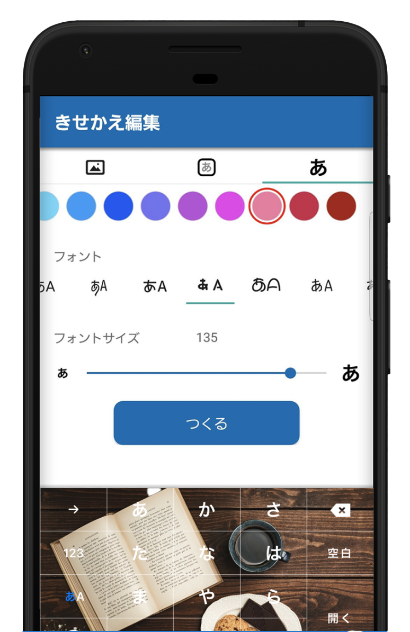 きせかえ編集
あ
あ
フォント
あA
あA
あA
あA
あA
あA
フォントサイズ 135
あ あ
つくる
→ あ か さ
123 た な は 空白
あA ま や ら
開く